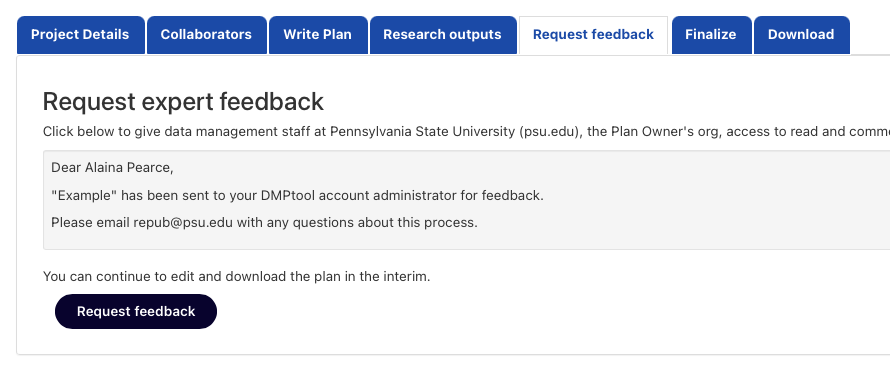 Project Details Collaborators Write Plan Research outputs Request feedback Finalize Download
Request expert feedback
Click below to give data management staff at Pennsylvania State University (psu.edu), the Plan Owner's org, access to read and
Dear Alaina Pearce,
"Example" has been sent to your DMPtool account administrator for feedback.
Please email repub@psu.edu with any questions about this process.
You can continue to edit and download the plan in the interim.
Request feedback